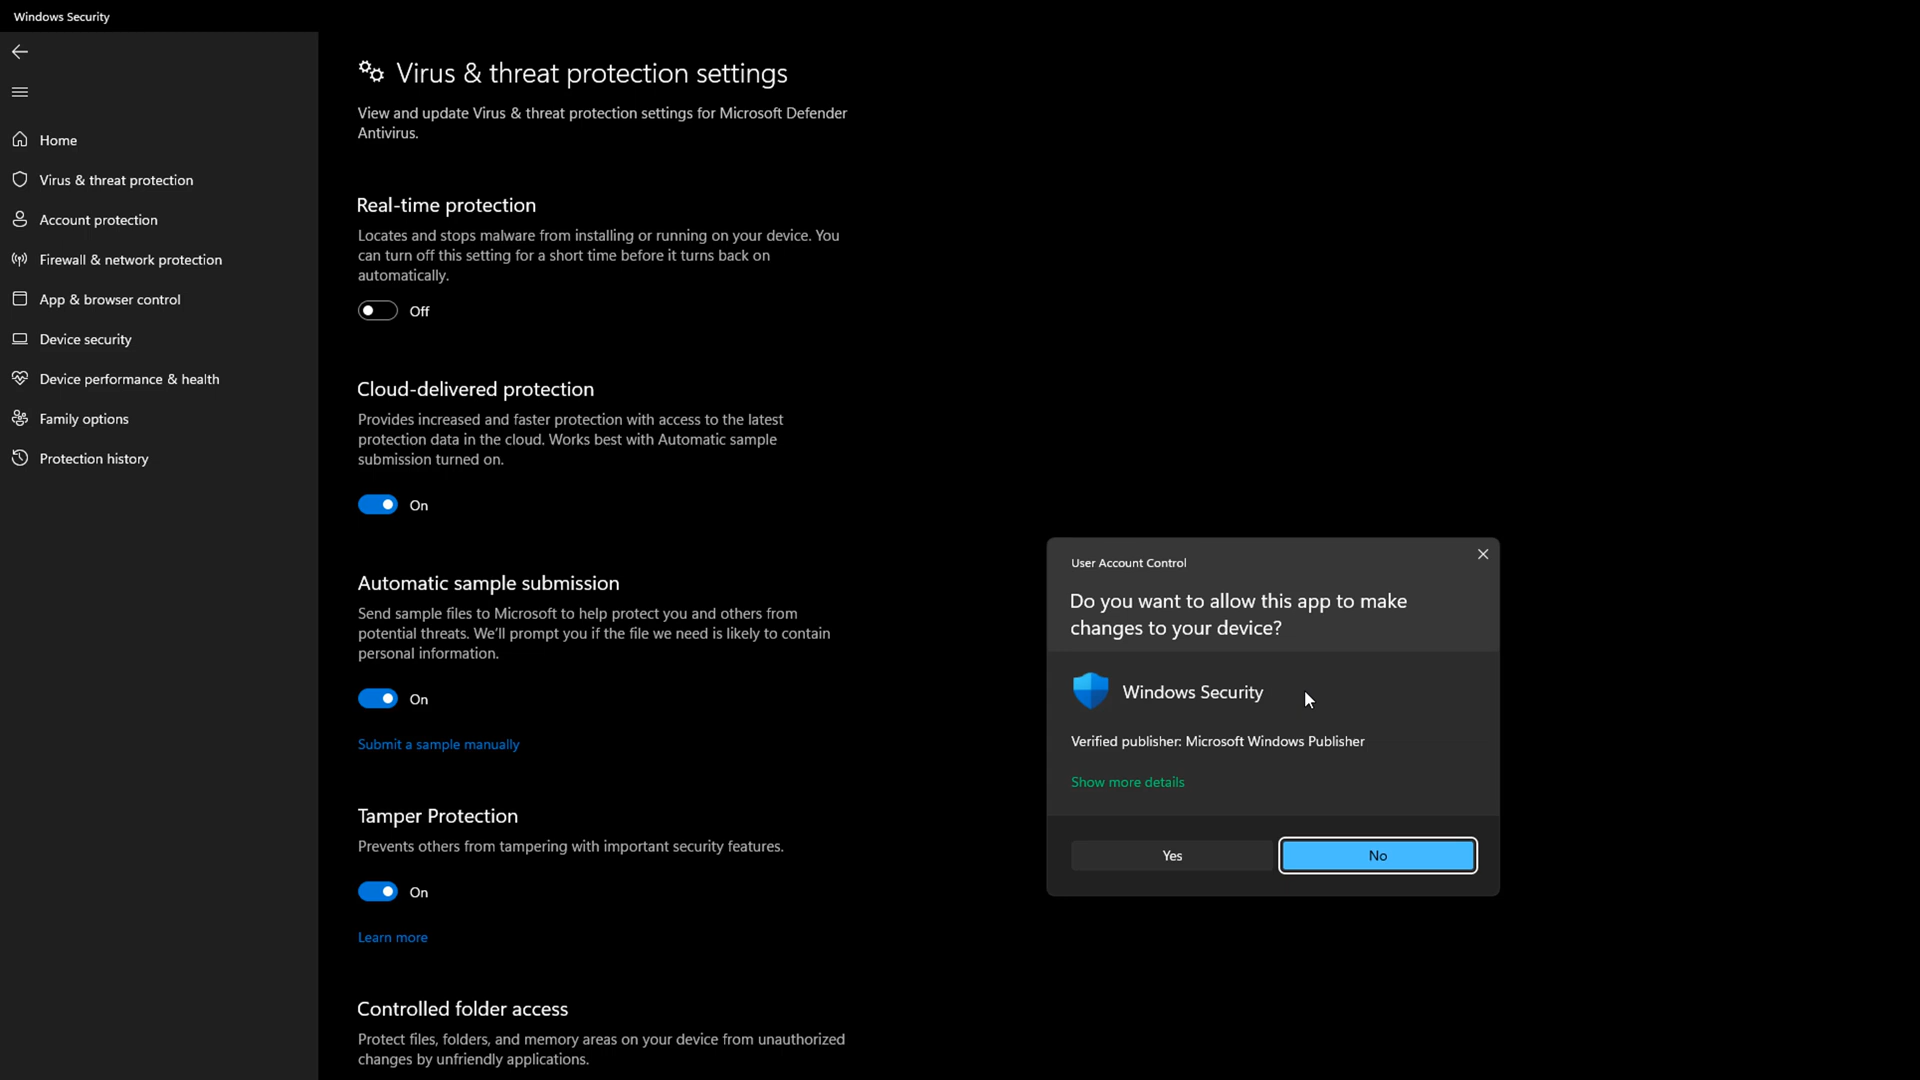 Windows Security
Home
Virus & threat protection
Account protection
Firewall & network protection
App & browser control
Device security
Device performance & health
Family options
Protection history
Virus & threat protection settings
View and update Virus & threat protection settings for Microsoft Defender
Antivirus.
Real-time protection
Locates and stops malware from installing or running on your device. You
can turn off this setting for a short time before it turns back on
automatically.
Off
Cloud-delivered protection
Provides increased and faster protection with access to the latest
protection data in the cloud. Works best with Automatic sample
submission turned on.
On
Automatic sample submission
Send sample files to Microsoft to help protect you and others from
potential threats. We'll prompt you if the file we need is likely to contain
personal information.
On
Submit a sample manually
Tamper Protection
Prevents others from tampering with important security features.
On
Learn more
Controlled folder access
Protect files, folders, and memory areas on your device from unauthorized
changes by unfriendly applications.
User Account Control
Do you want to allow this app to make
changes to your device?
Windows Security
Verified publisher: Microsoft Windows Publisher
Show more details
Yes
No